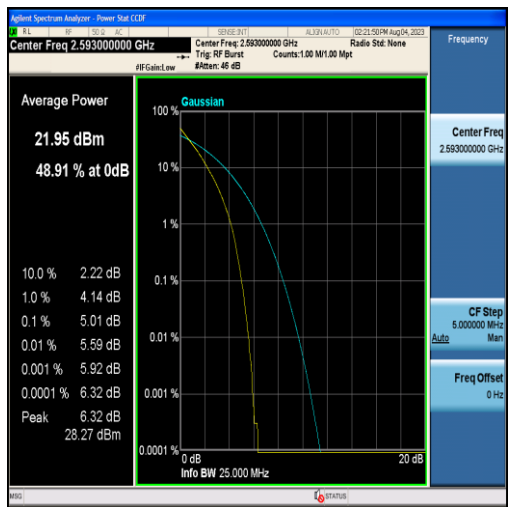 Agilent Spectrum Analyzer - Power Stat CCDF
RL RF 50 Ω AC SENSE:INT ALIGN AUTO 02:21:50PM Aug 04, 2023
Center Freq 2.593000000 GHz
Center Freq: 2.593000000 GHz Radio Std: None
Trig: RF Burst Counts:1.00 M/1.00 Mpt
#IFGain:Low #Atten: 46 dB
Frequency
Average Power
21.95 dBm
48.91 % at 0dB
10.0 % 2.22 dB
1.0 % 4.14 dB
0.1 % 5.01 dB
0.01 % 5.59 dB
0.001 % 5.92 dB
0.0001 % 6.32 dB
Peak 6.32 dB
28.27 dBm
Gaussian
100 %
10 %
1 %
0.1 %
0.01 %
0.001 %
0.0001 %
0 dB 20 dB
Info BW 25.000 MHz
Center Freq
2.593000000 GHz
CF Step
5.000000 MHz
Auto Man
Freq Offset
0 Hz
MSG STATUS